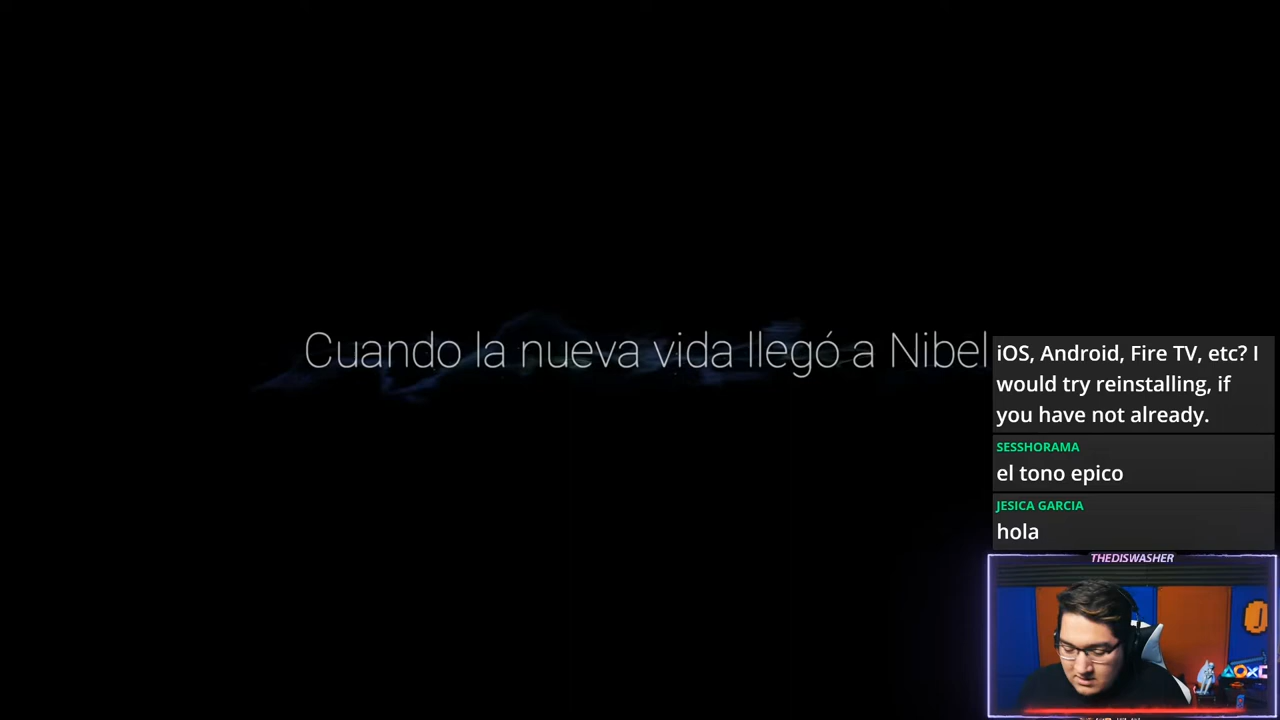 Cuando la nueva vida llegó a Nibel
iOS, Android, Fire TV, etc? I
would try reinstalling, if
you have not already.
SESSHORAMA
el tono epico
JESICA GARCIA
hola
THEDISWASHER